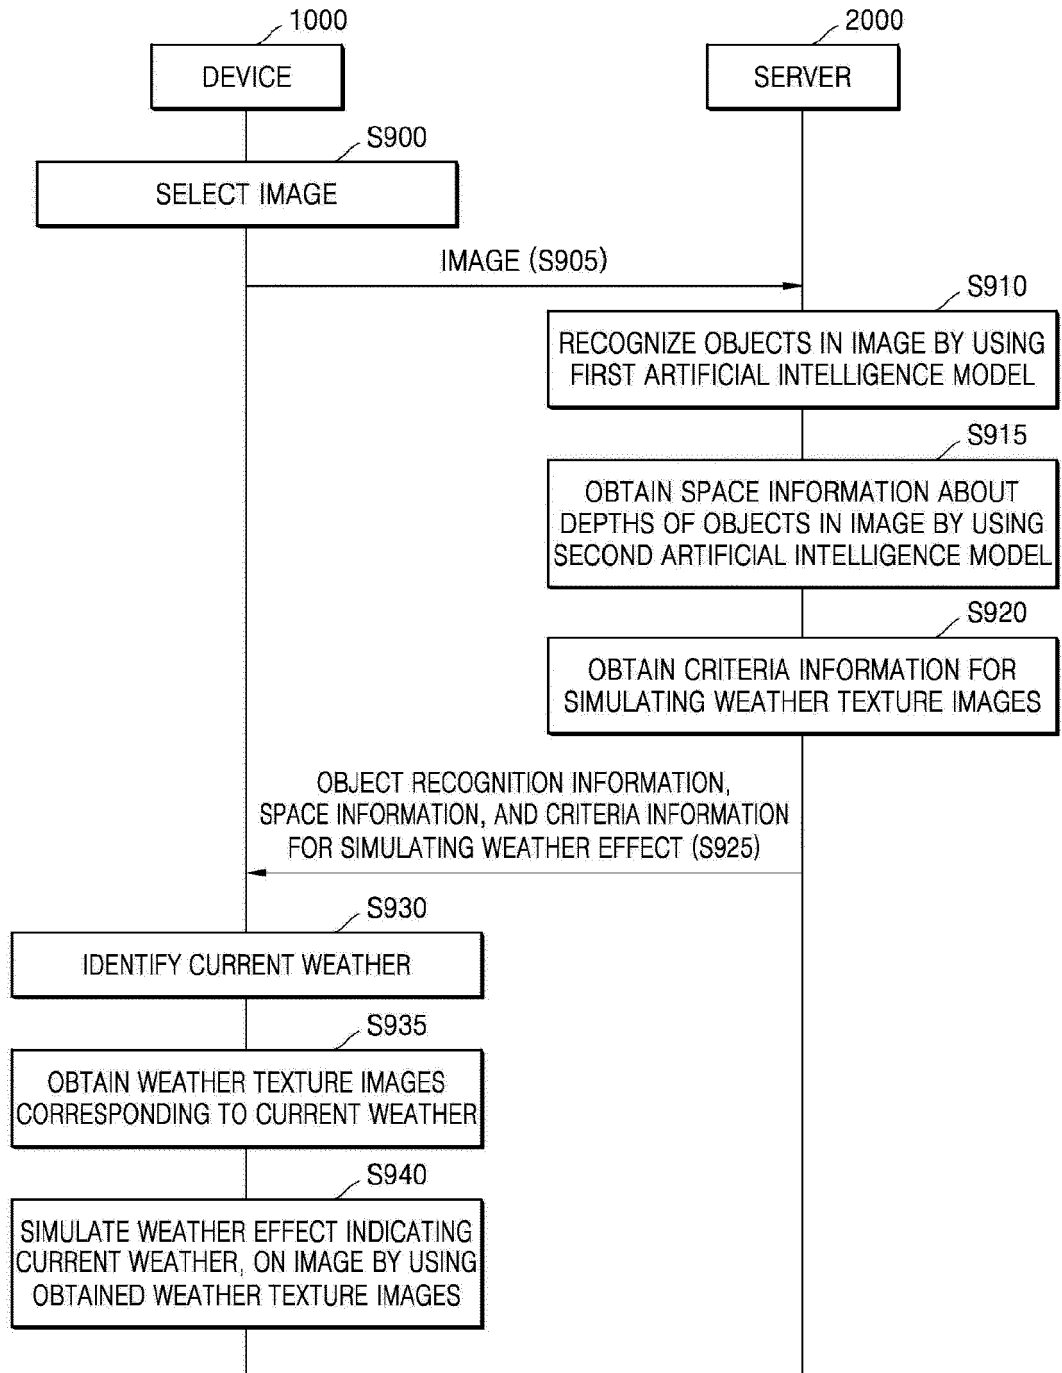 1000
2000
DEVICE
SERVER
S900
SELECT IMAGE
IMAGE (S905)
S910
RECOGNIZE OBJECTS IN IMAGE BY USING
FIRST ARTIFICIAL INTELLIGENCE MODEL
S915
OBTAIN SPACE INFORMATION ABOUT
DEPTHS OF OBJECTS IN IMAGE BY USING
SECOND ARTIFICIAL INTELLIGENCE MODEL
S920
OBTAIN CRITERIA INFORMATION FOR
SIMULATING WEATHER TEXTURE IMAGES
OBJECT RECOGNITION INFORMATION,
SPACE INFORMATION, AND CRITERIA INFORMATION
FOR SIMULATING WEATHER EFFECT (S925)
S930
IDENTIFY CURRENT WEATHER
S935
OBTAIN WEATHER TEXTURE IMAGES
CORRESPONDING TO CURRENT WEATHER
S940
SIMULATE WEATHER EFFECT INDICATING
CURRENT WEATHER, ON IMAGE BY USING
OBTAINED WEATHER TEXTURE IMAGES